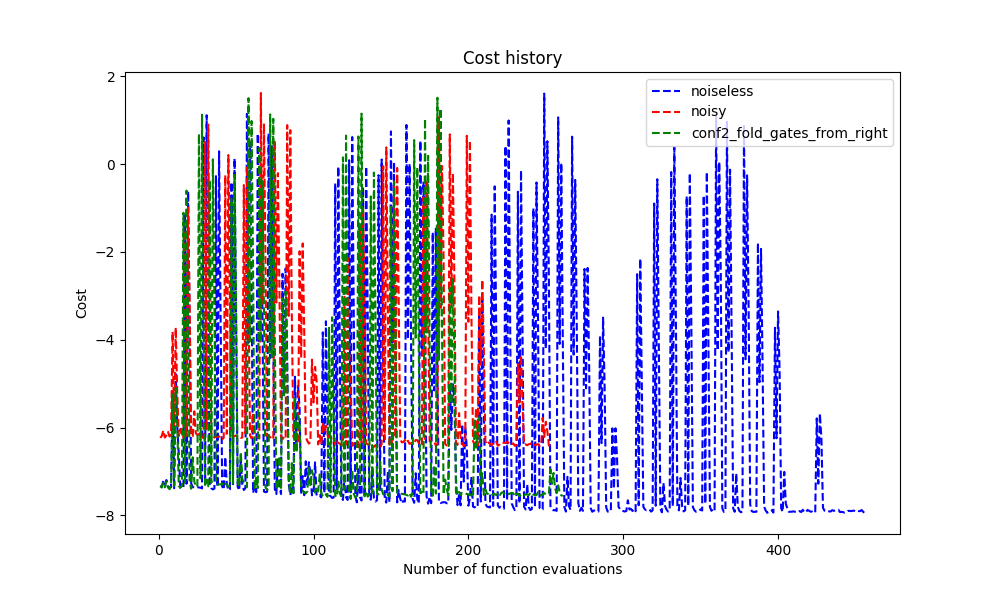 Cost history
noiseless
noisy
conf2_fold_gates_from_right
Cost
2
0
−2
−4
−6
−8
0 100 200 300 400
Number of function evaluations